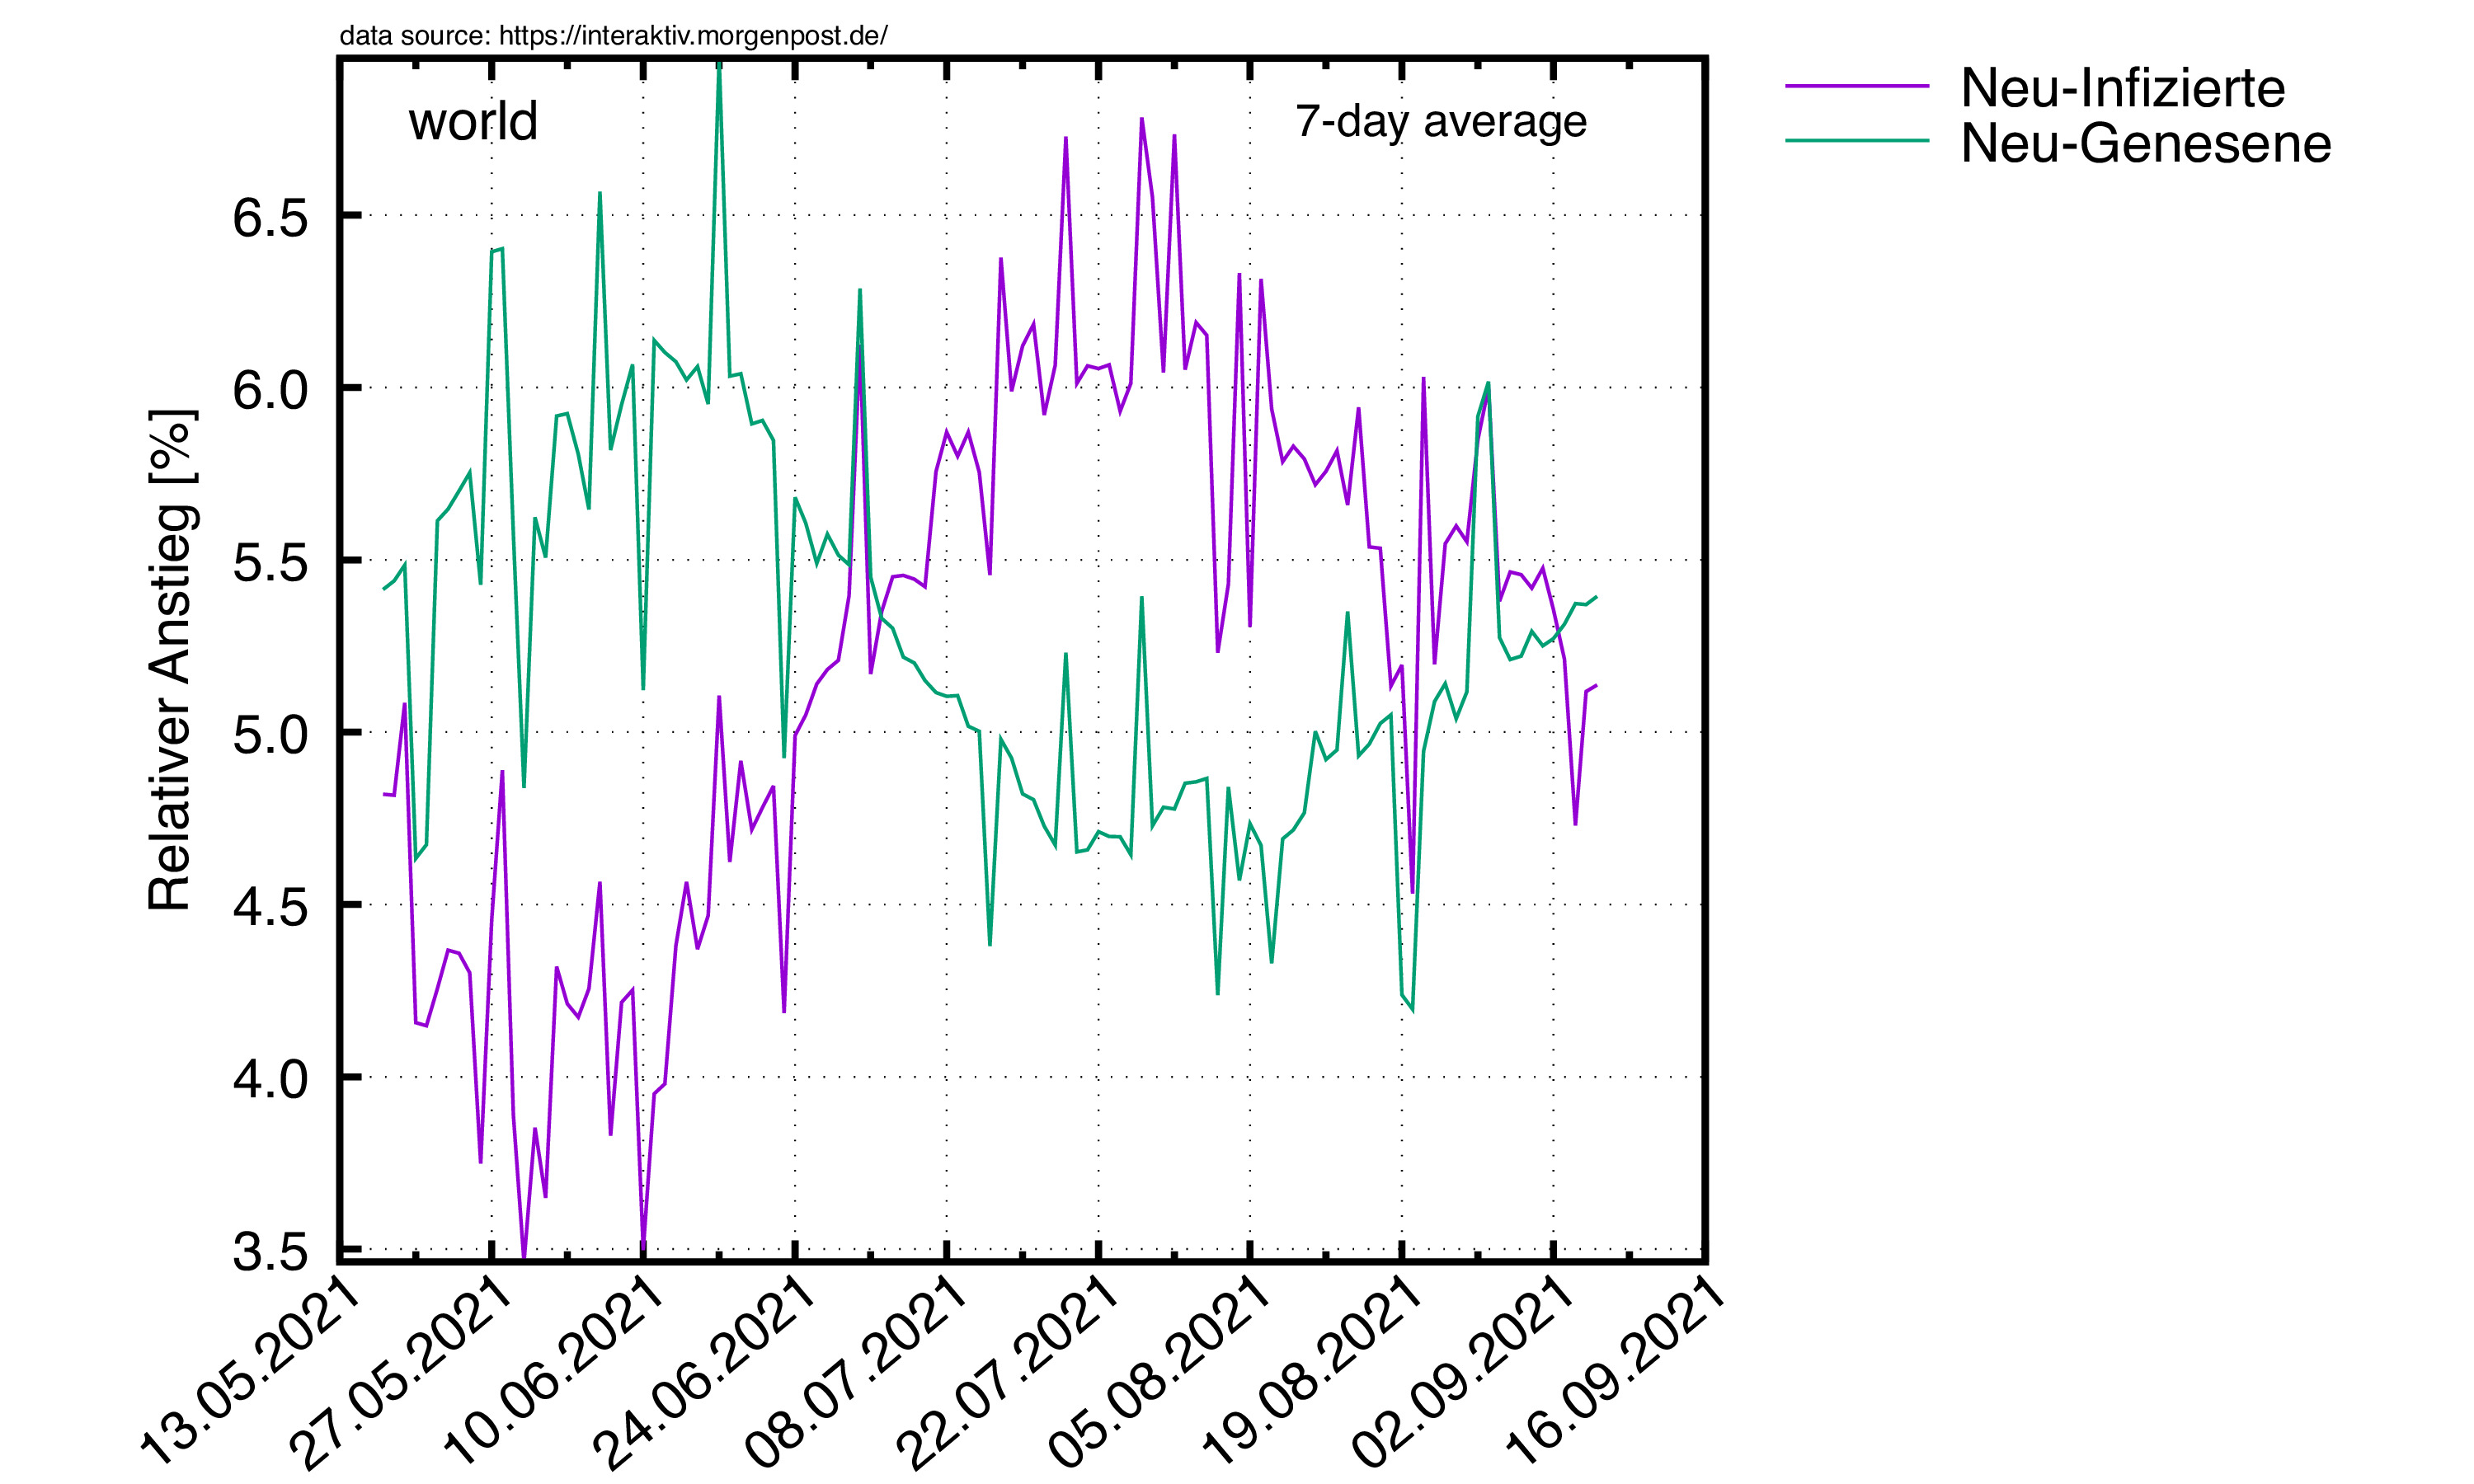 data source: https://interaktiv.morgenpost.de/
world
7-day average
Neu-Infizierte
Neu-Genesene
Relativer Anstieg [%]
6.5
6.0
5.5
5.0
4.5
4.0
3.5
13.05.2021
27.05.2021
10.06.2021
24.06.2021
08.07.2021
22.07.2021
05.08.2021
19.08.2021
02.09.2021
16.09.2021